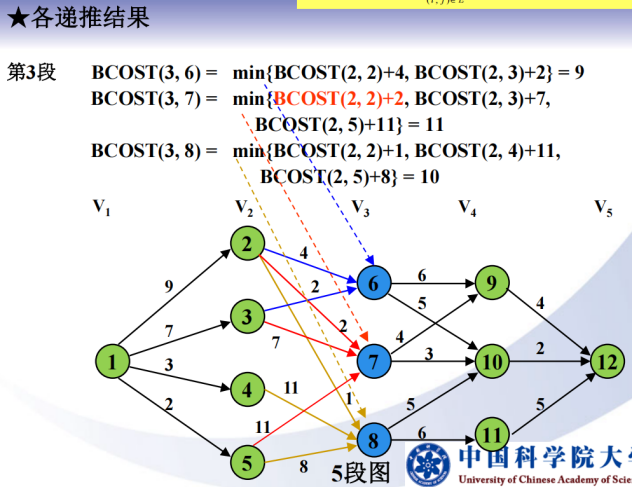 ★各递推结果
第3段 BCOST(3, 6) = min{BCOST(2, 2)+4, BCOST(2, 3)+2} = 9
BCOST(3, 7) = min{BCOST(2, 2)+2, BCOST(2, 3)+7,
BCOST(2, 5)+11} = 11
BCOST(3, 8) = min{BCOST(2, 2)+1, BCOST(2, 4)+11,
BCOST(2, 5)+8} = 10
V1 V2 V3 V4 V5
2
4
9 6 6 9
2 5 4
7 3 2
7 4
1 7 3 10 2 12
3 4 11 1
2 11 5 5
8 6 11
5 8 5段图
中国科学院大
University of Chinese Academy of Scie